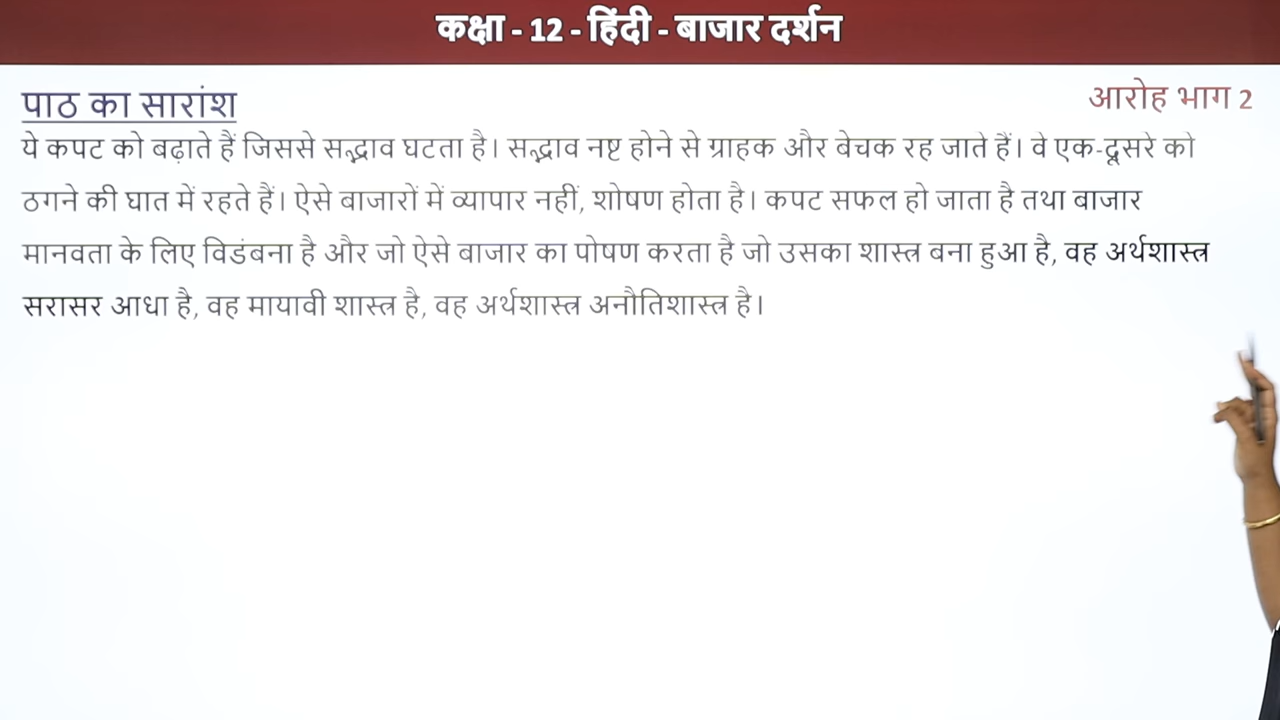 कक्षा - 12 - हिंदी - बाजार दर्शन
पाठ का सारांश
आरोह भाग 2
ये कपट को बढ़ाते हैं जिससे सद्भाव घटता है। सद्भाव नष्ट होने से ग्राहक और बेचक रह जाते हैं। वे एक-दूसरे को
ठगने की घात में रहते हैं। ऐसे बाजारों में व्यापार नहीं, शोषण होता है। कपट सफल हो जाता है तथा बाजार
मानवता के लिए विडंबना है और जो ऐसे बाजार का पोषण करता है जो उसका शास्त्र बना हुआ है, वह अर्थशास्त्र
सरासर आधा है, वह मायावी शास्त्र है, वह अर्थशास्त्र अनौतिशास्त्र है।